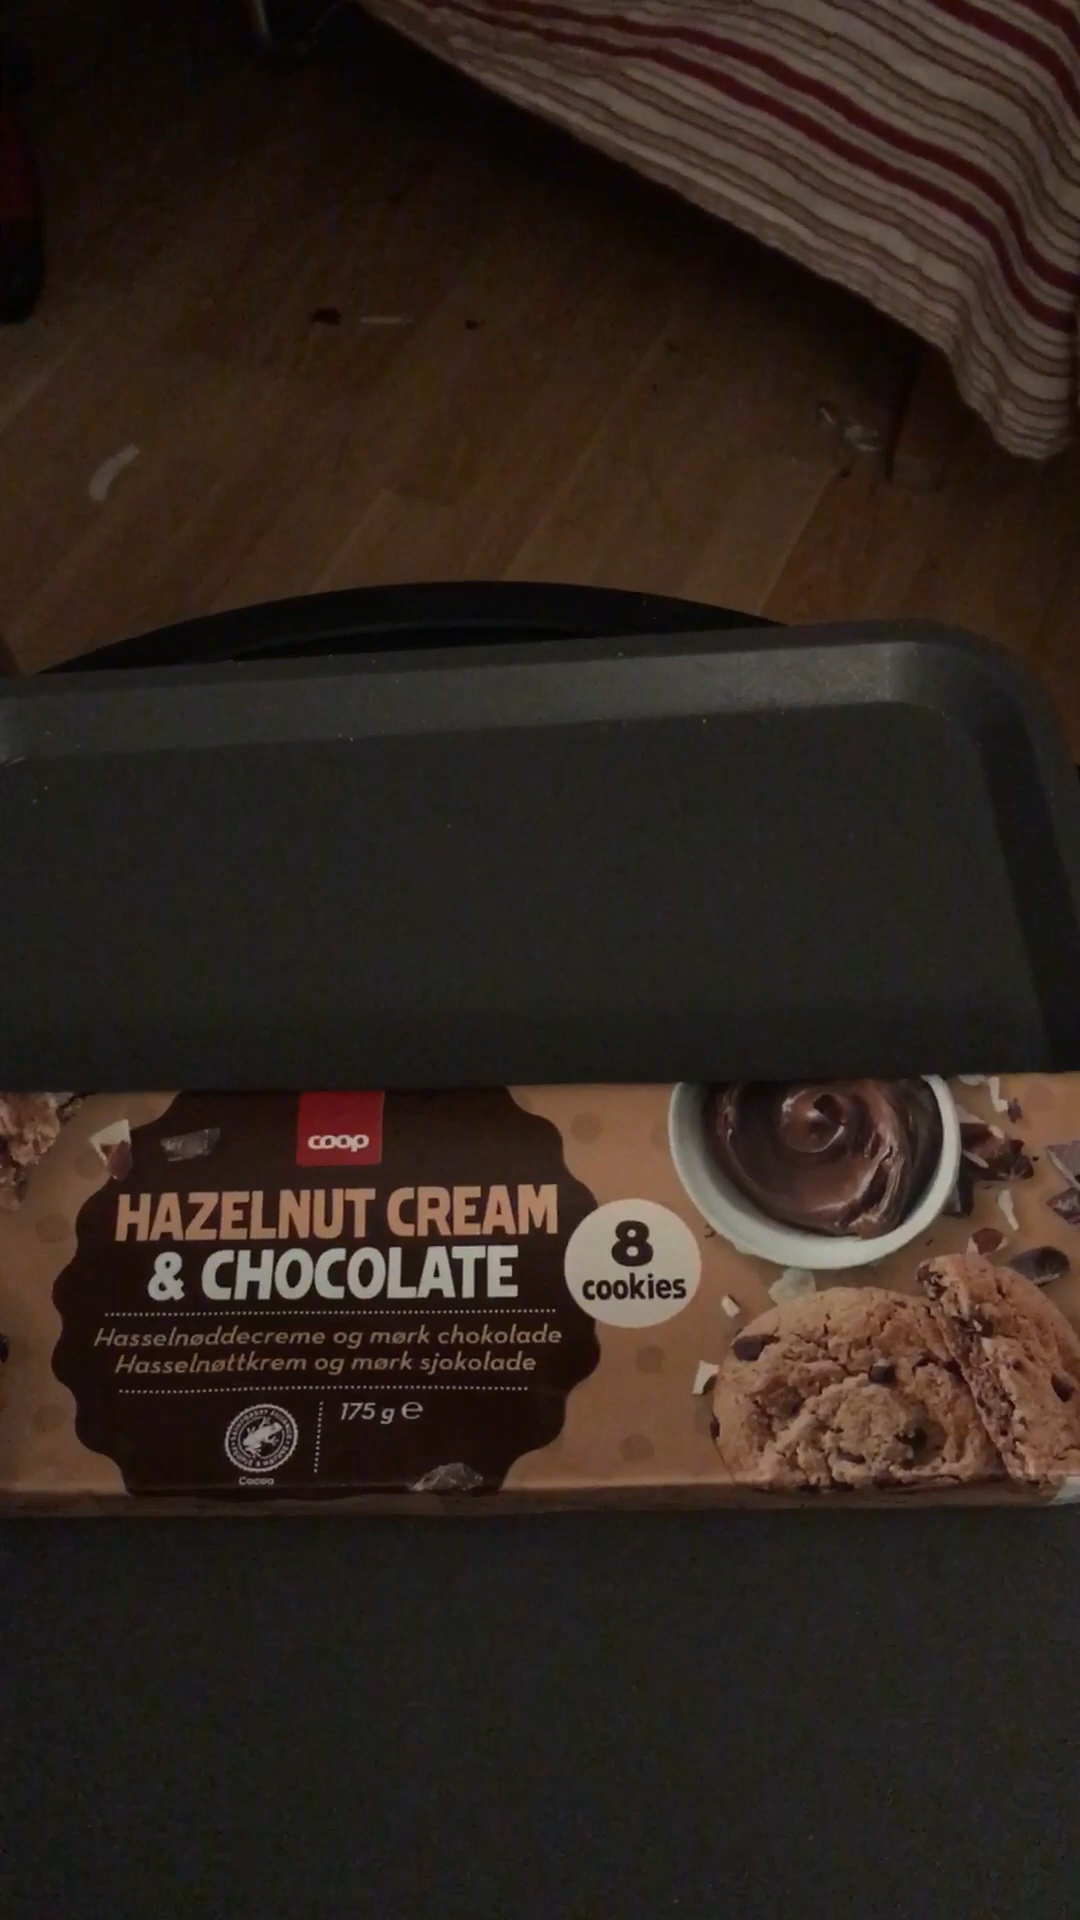 coop
HAZELNUT CREAM
& CHOCOLATE
8
cookies
Hasselnøddecreme og mørk chokolade
Hasselnøttkrem og mørk sjokolade
175 g ℮
Cocoa